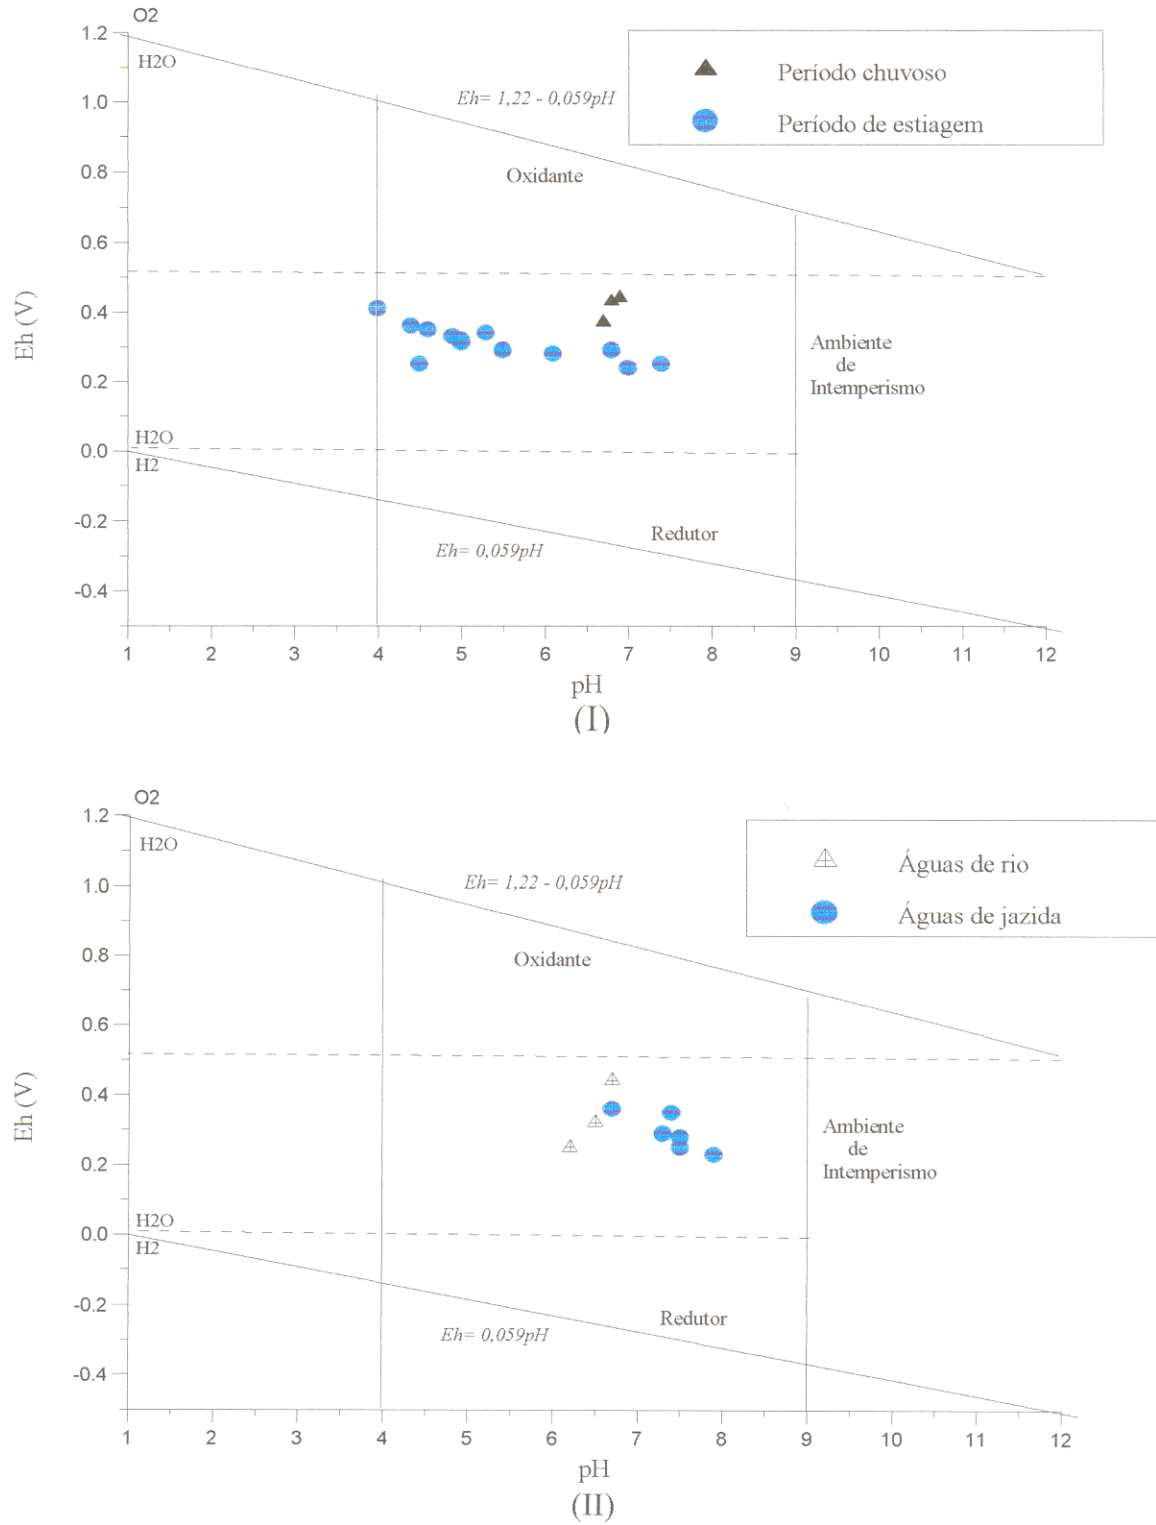 O2
1.2
H2O
Período chuvoso
Eh= 1,22 - 0,059pH
1.0
Período de estiagem
0.8
Oxidante
0.6
Eh (V)
0.4
Ambiente
de
Intemperismo
0.2
H2O
0.0
H2
-0.2
Redutor
Eh= 0,059pH
-0.4
1 2 3 4 5 6 7 8 9 10 11 12
pH
(I)
O2
1.2
H2O
Águas de rio
Eh= 1,22 - 0,059pH
1.0
Águas de jazida
0.8
Oxidante
0.6
Eh (V)
0.4
Ambiente
de
Intemperismo
0.2
H2O
0.0
H2
-0.2
Redutor
Eh= 0,059pH
-0.4
1 2 3 4 5 6 7 8 9 10 11 12
pH
(II)